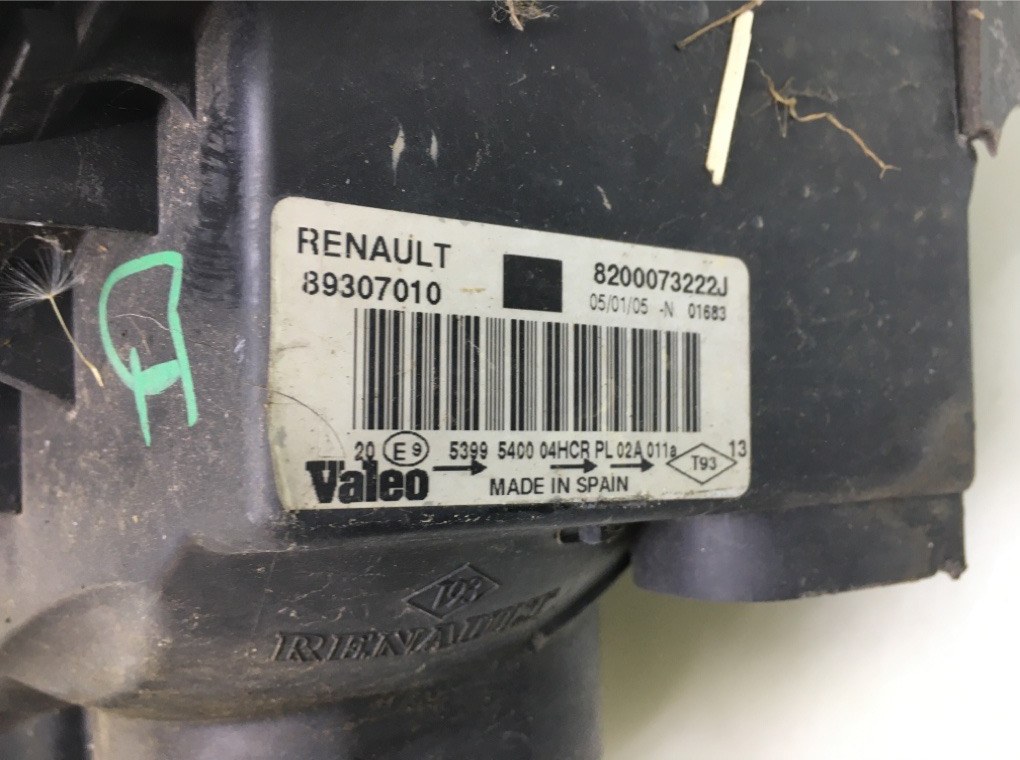 RENAULT
89307010
8200073222J
05/01/05 -N 01683
20 E9 5399 5400 04HCR PL 02A 011a T93 13
Valeo
MADE IN SPAIN
T93
RENAULT